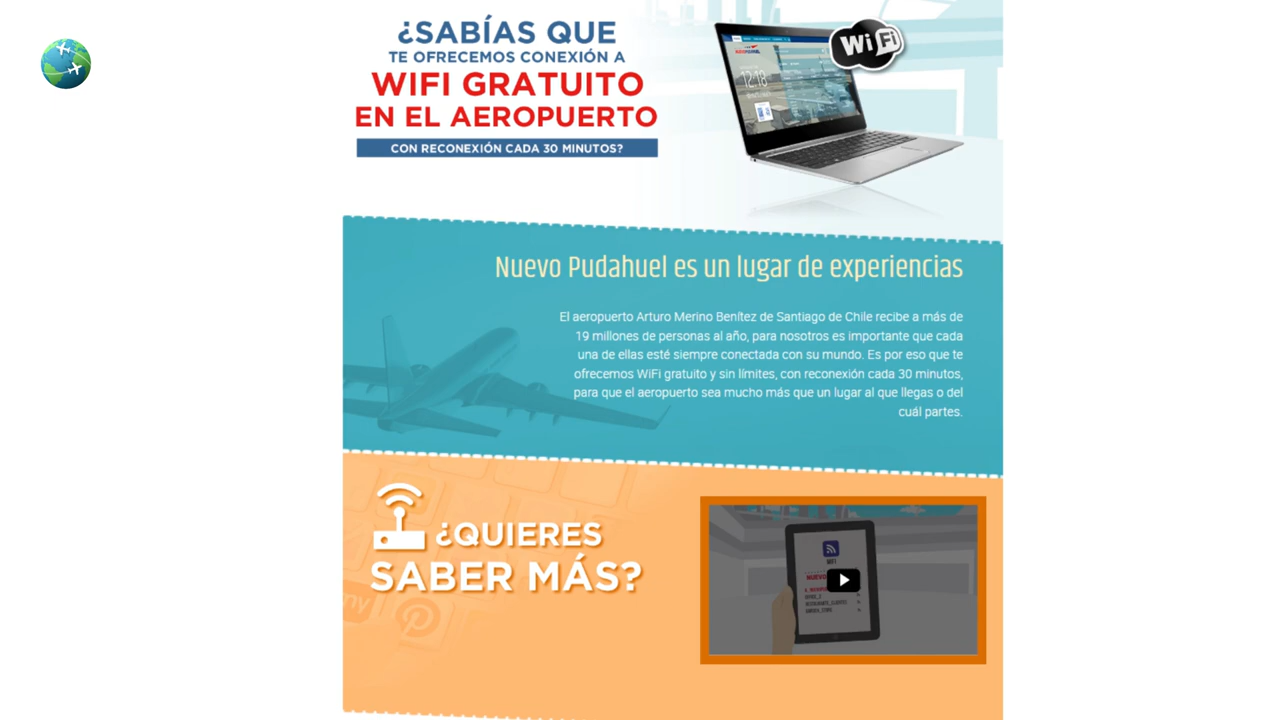 ¿SABÍAS QUE
TE OFRECEMOS CONEXIÓN A
WIFI GRATUITO
EN EL AEROPUERTO
CON RECONEXIÓN CADA 30 MINUTOS?
12:18
Wi Fi
Nuevo Pudahuel es un lugar de experiencias
El aeropuerto Arturo Merino Benítez de Santiago de Chile recibe a más de
19 millones de personas al año, para nosotros es importante que cada
una de ellas esté siempre conectada con su mundo. Es por eso que te
ofrecemos WiFi gratuito y sin límites, con reconexión cada 30 minutos,
para que el aeropuerto sea mucho más que un lugar al que llegas o del
cuál partes.
¿QUIERES
SABER MÁS?
WIFI